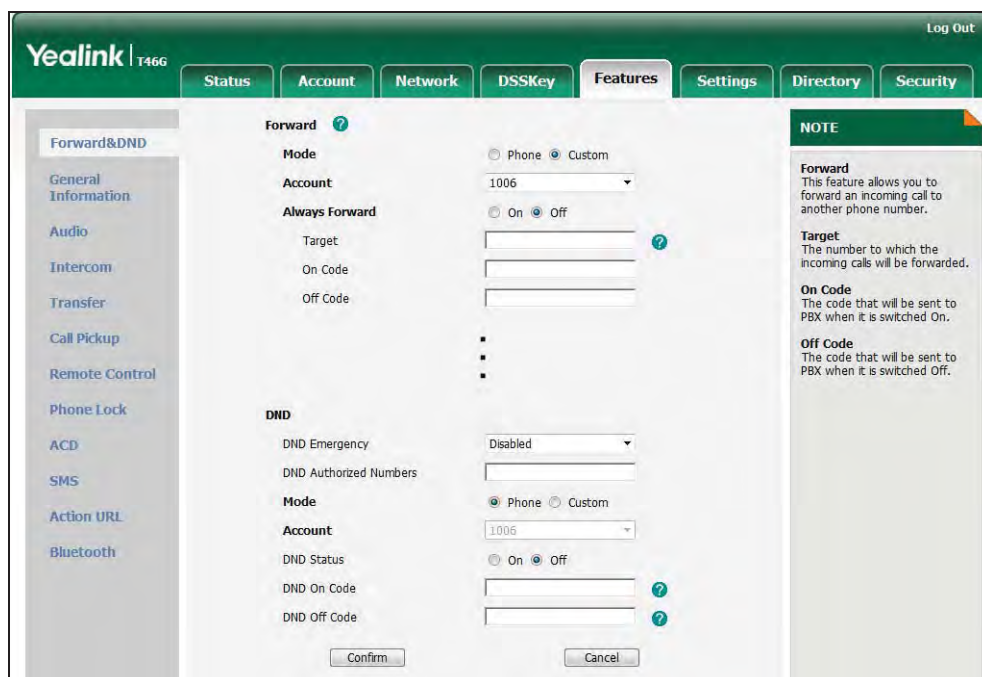 Log Out
Yealink | T46G
Status Account Network DSSKey Features Settings Directory Security
Forward&DND
General
Information
Audio
Intercom
Transfer
Call Pickup
Remote Control
Phone Lock
ACD
SMS
Action URL
Bluetooth
Forward ?
Mode Phone Custom
Account 1006
Always Forward On Off
Target ?
On Code
Off Code
DND
DND Emergency Disabled
DND Authorized Numbers
Mode Phone Custom
Account 1006
DND Status On Off
DND On Code ?
DND Off Code ?
Confirm Cancel
NOTE
Forward
This feature allows you to
forward an incoming call to
another phone number.
Target
The number to which the
incoming calls will be forwarded.
On Code
The code that will be sent to
PBX when it is switched On.
Off Code
The code that will be sent to
PBX when it is switched Off.